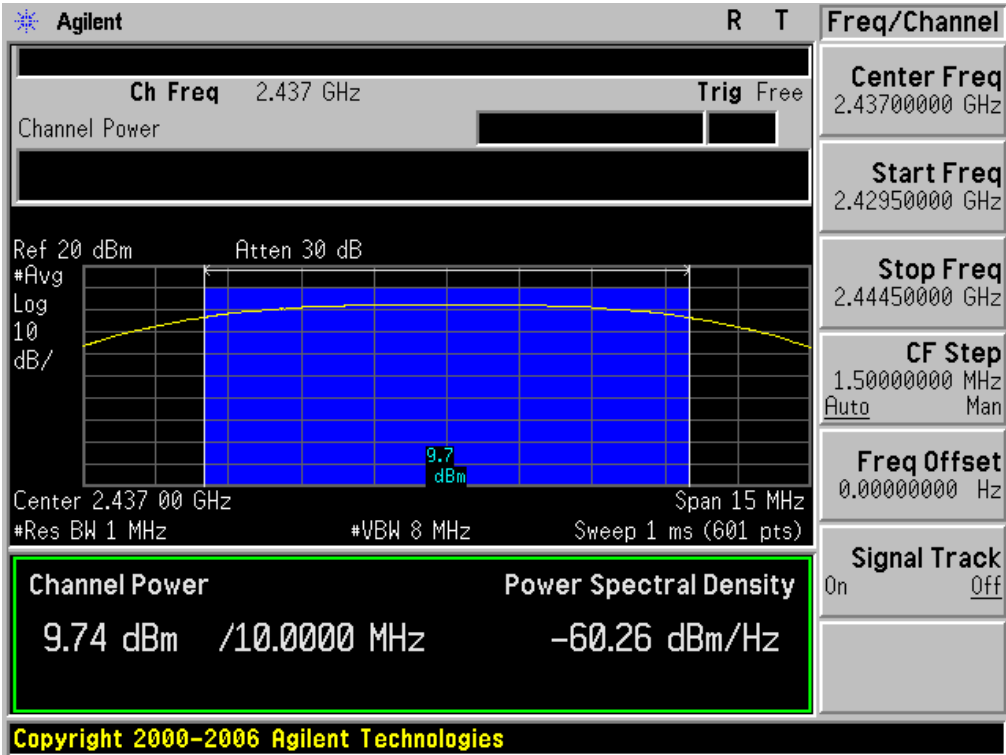 Agilent R T Freq/Channel
Ch Freq 2.437 GHz Trig Free
Channel Power
Center Freq
2.43700000 GHz
Start Freq
2.42950000 GHz
Stop Freq
2.44450000 GHz
CF Step
1.50000000 MHz
Auto Man
Freq Offset
0.00000000 Hz
Signal Track
On Off
Ref 20 dBm Atten 30 dB
#Avg
Log
10
dB/
9.7
dBm
Center 2.437 00 GHz Span 15 MHz
#Res BW 1 MHz #VBW 8 MHz Sweep 1 ms (601 pts)
Channel Power Power Spectral Density
9.74 dBm /10.0000 MHz -60.26 dBm/Hz
Copyright 2000-2006 Agilent Technologies